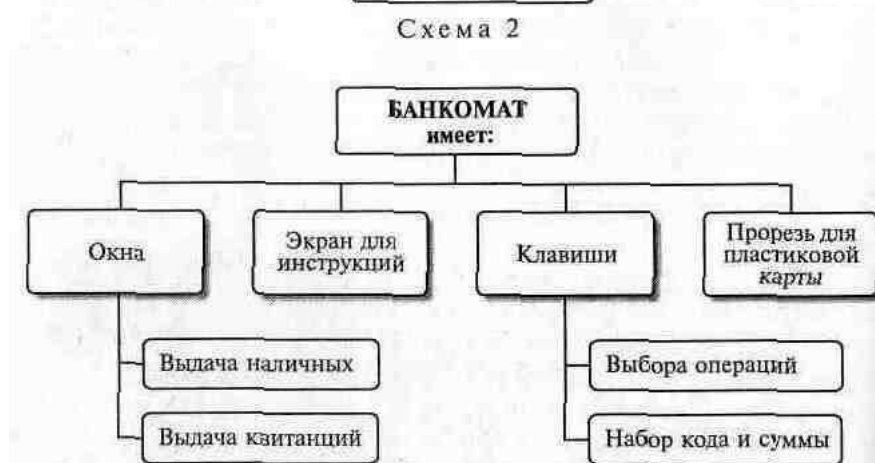 Схема 2
БАНКОМАТ
имеет:
Окна
Экран для
инструкций
Клавиши
Прорезь для
пластиковой
карты
Выдача наличных
Выбора операций
Выдача квитанций
Набор кода и суммы